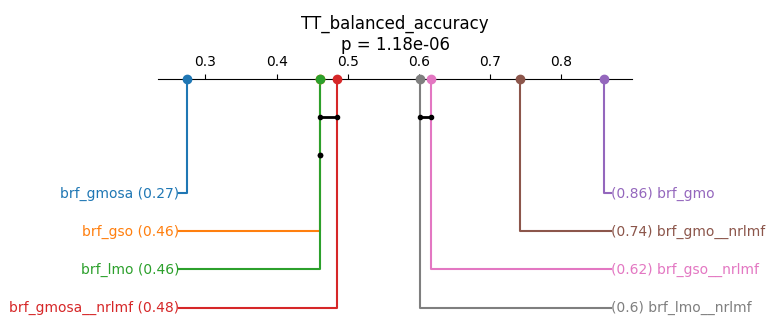 TT_balanced_accuracy
p = 1.18e-06
0.3 0.4 0.5 0.6 0.7 0.8
brf_gmosa (0.27)
(0.86) brf_gmo
brf_gso (0.46)
(0.74) brf_gmo__nrlmf
brf_lmo (0.46)
(0.62) brf_gso__nrlmf
brf_gmosa__nrlmf (0.48)
(0.6) brf_lmo__nrlmf